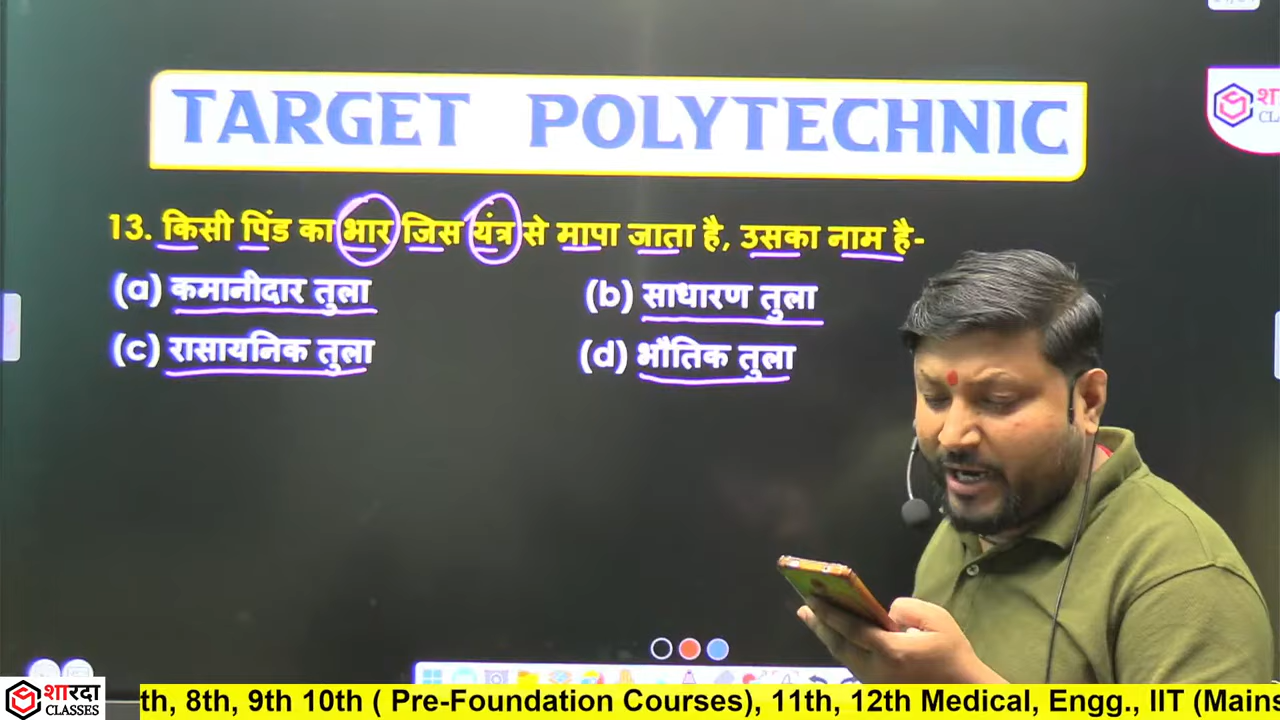 TARGET POLYTECHNIC
13. किसी पिंड का भार जिस यंत्र से मापा जाता है, उसका नाम है-
(a) कमानीदार तुला
(b) साधारण तुला
(c) रासायनिक तुला
(d) भौतिक तुला
शारदा
CLASSES
th, 8th, 9th 10th ( Pre-Foundation Courses), 11th, 12th Medical, Engg., IIT (Mains